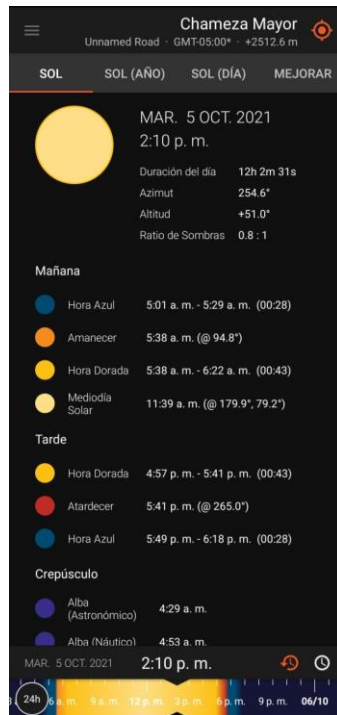 Chameza Mayor
Unnamed Road · GMT-05:00* · +2512.6 m
SOL SOL (AÑO) SOL (DÍA) MEJORAR
MAR. 5 OCT. 2021
2:10 p. m.
Duración del día 12h 2m 31s
Azimut 254.6°
Altitud +51.0°
Ratio de Sombras 0.8 : 1
Mañana
Hora Azul 5:01 a. m. - 5:29 a. m. (00:28)
Amanecer 5:38 a. m. (@ 94.8°)
Hora Dorada 5:38 a. m. - 6:22 a. m. (00:43)
Mediodía
Solar 11:39 a. m. (@ 179.9°, 79.2°)
Tarde
Hora Dorada 4:57 p. m. - 5:41 p. m. (00:43)
Atardecer 5:41 p. m. (@ 265.0°)
Hora Azul 5:49 p. m. - 6:18 p. m. (00:28)
Crepúsculo
Alba
(Astronómico) 4:29 a. m.
Alba (Náutico) 4:53 a. m.
MAR. 5 OCT. 2021 2:10 p. m.
24h 6 a. m. 9 a. m. 12 p. m. 3 p. m. 6 p. m. 9 p. m. 06/10